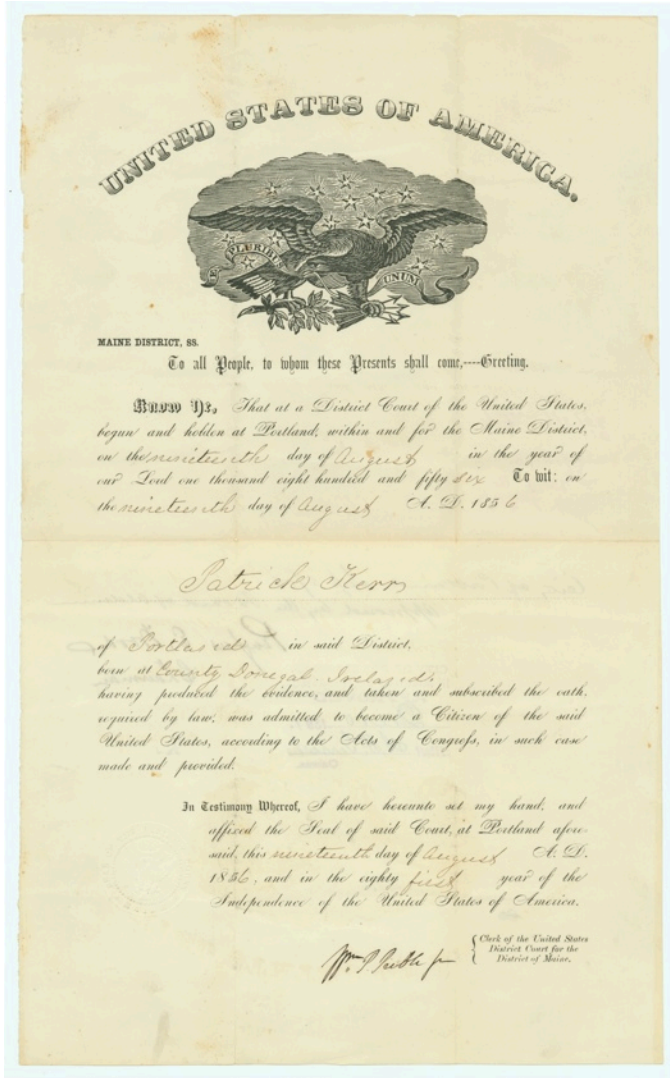 UNITED STATES OF AMERICA.
E PLURIBUS UNUM
MAINE DISTRICT, SS.
To all People, to whom these Presents shall come,----Greeting.
Know Ye, That at a District Court of the United States,
begun and holden at Portland, within and for the Maine District,
on the nineteenth day of August in the year of
our Lord one thousand eight hundred and fifty six To wit: on
the nineteenth day of August A. D. 1856
Patrick Kerr
of Portland in said District,
born at County Donegal. Ireland.
having produced the evidence, and taken and subscribed the oath,
required by law, was admitted to become a Citizen of the said
United States, according to the Acts of Congress, in such case
made and provided.
In Testimony Whereof, I have hereunto set my hand, and
affixed the Seal of said Court, at Portland afore-
said, this nineteenth day of August A. D.
1856, and in the eighty first year of the
Independence of the United States of America.
Wm. P. Preble Jr
Clerk of the United States
District Court for the
District of Maine.